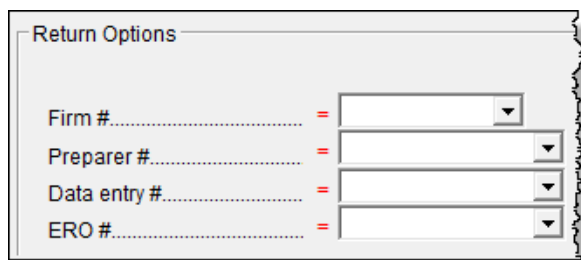 Return Options
Firm #.............................. =
Preparer #........................ =
Data entry #...................... =
ERO #.............................. =